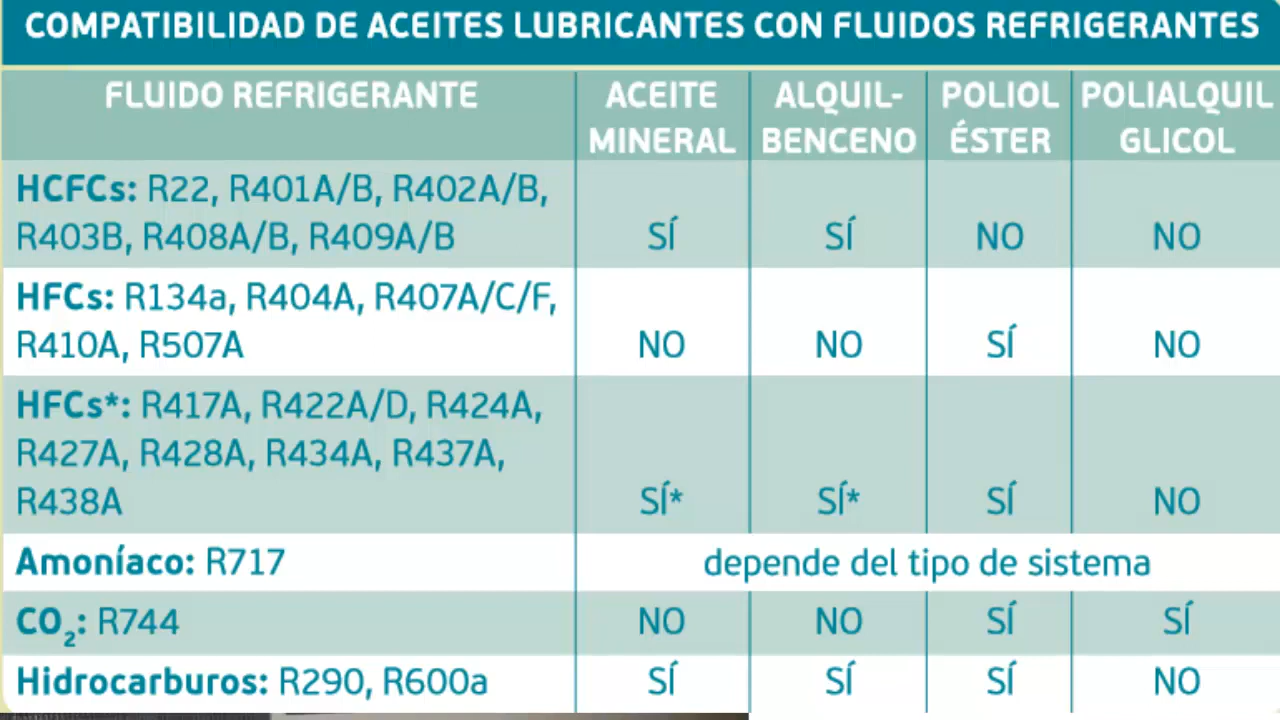 COMPATIBILIDAD DE ACEITES LUBRICANTES CON FLUIDOS REFRIGERANTES
FLUIDO REFRIGERANTE ACEITE MINERAL ALQUIL-BENCENO POLIOL ÉSTER POLIALQUIL GLICOL
HCFCs: R22, R401A/B, R402A/B,
R403B, R408A/B, R409A/B SÍ SÍ NO NO
HFCs: R134a, R404A, R407A/C/F,
R410A, R507A NO NO SÍ NO
HFCs*: R417A, R422A/D, R424A,
R427A, R428A, R434A, R437A,
R438A SÍ* SÍ* SÍ NO
Amoníaco: R717 depende del tipo de sistema
CO₂: R744 NO NO SÍ SÍ
Hidrocarburos: R290, R600a SÍ SÍ SÍ NO